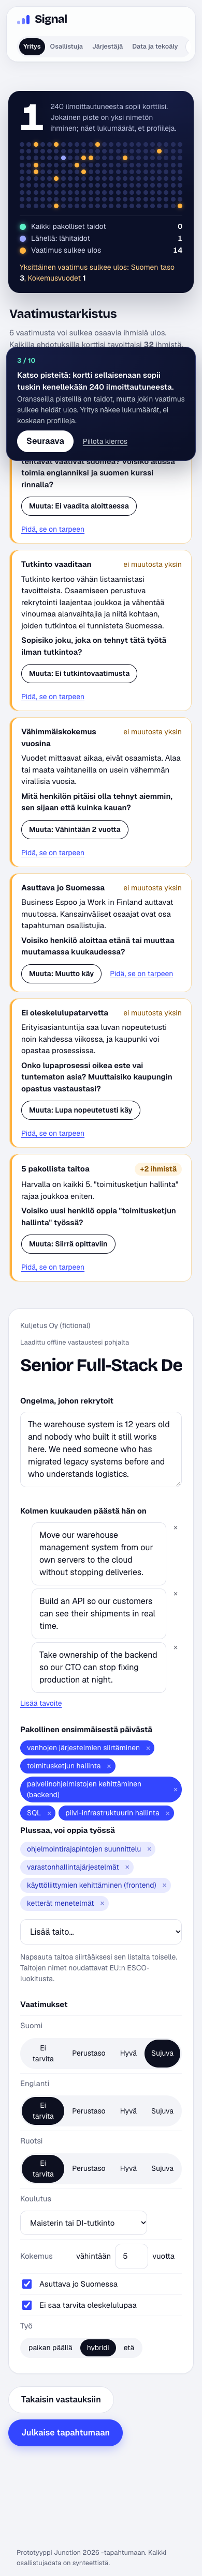 Signal
Yritys Osallistuja Järjestäjä Data ja tekoäly
1
240 ilmoittautuneesta sopii korttiisi.
Jokainen piste on yksi nimetön
ihminen; näet lukumäärät, et profiileja.
Kaikki pakolliset taidot 0
Lähellä: lähitaidot 1
Vaatimus sulkee ulos 14
Yksittäinen vaatimus sulkee ulos: Suomen taso
3, Kokemusvuodet 1
Vaatimustarkistus
6 vaatimusta voi sulkea osaavia ihmisiä ulos.
3 / 10
Katso pisteitä: kortti sellaisenaan sopii
tuskin kenellekään 240 ilmoittautuneesta.
Oransseilla pisteillä on taidot, mutta jokin vaatimus
sulkee heidät ulos. Yritys näkee lukumäärät, ei
koskaan profiileja.
Seuraava Piilota kierros
toimia englanniksi ja suomen kurssi
rinnalla?
Muuta: Ei vaadita aloittaessa
Pidä, se on tarpeen
Tutkinto vaaditaan ei muutosta yksin
Tutkinto kertoo vähän listaamistasi
tavoitteista. Osaamiseen perustuva
rekrytointi laajentaa joukkoa ja vähentää
vinoumaa alanvaihtajia ja niitä kohtaan,
joiden tutkintoa ei tunnisteta Suomessa.
Sopisiko joku, joka on tehnyt tätä työtä
ilman tutkintoa?
Muuta: Ei tutkintovaatimusta
Pidä, se on tarpeen
Vähimmäiskokemus ei muutosta yksin
vuosina
Vuodet mittaavat aikaa, eivät osaamista. Alaa
tai maata vaihtaneilla on usein vähemmän
virallisia vuosia.
Mitä henkilön pitäisi olla tehnyt aiemmin,
sen sijaan että kuinka kauan?
Muuta: Vähintään 2 vuotta
Pidä, se on tarpeen
Asuttava jo Suomessa ei muutosta yksin
Business Espoo ja Work in Finland auttavat
muutossa. Kansainväliset osaajat ovat osa
tapahtuman osallistujia.
Voisiko henkilö aloittaa etänä tai muuttaa
muutamassa kuukaudessa?
Muuta: Muutto käy Pidä, se on tarpeen
Ei oleskelulupatarvetta ei muutosta yksin
Erityisasiantuntija saa luvan nopeutetusti
noin kahdessa viikossa, ja kaupunki voi
opastaa prosessissa.
Onko lupaprosessi oikea este vai
tuntematon asia? Muuttaisiko kaupungin
opastus vastaustasi?
Muuta: Lupa nopeutetusti käy
Pidä, se on tarpeen
5 pakollista taitoa +2 ihmistä
Harvalla on kaikki 5. "toimitusketjun hallinta"
rajaa joukkoa eniten.
Voisiko uusi henkilö oppia "toimitusketjun
hallinta" työssä?
Muuta: Siirrä opittaviin
Pidä, se on tarpeen
Kuljetus Oy (fictional)
Laadittu offline vastaustesi pohjalta
Senior Full-Stack De
Ongelma, johon rekrytoit
The warehouse system is 12 years old
and nobody who built it still works
here. We need someone who has
migrated legacy systems before and
who understands logistics.
Kolmen kuukauden päästä hän on
Move our warehouse ×
management system from our
own servers to the cloud
without stopping deliveries.
Build an API so our customers ×
can see their shipments in real
time.
Take ownership of the backend ×
so our CTO can stop fixing
production at night.
Lisää tavoite
Pakollinen ensimmäisestä päivästä
vanhojen järjestelmien siirtäminen ×
toimitusketjun hallinta ×
palvelinohjelmistojen kehittäminen
(backend) ×
SQL × pilvi-infrastruktuurin hallinta ×
Plussaa, voi oppia työssä
ohjelmointirajapintojen suunnittelu ×
varastonhallintajärjestelmät ×
käyttöliittymien kehittäminen (frontend) ×
ketterät menetelmät ×
Lisää taito...
Napsauta taitoa siirtääksesi sen listalta toiselle.
Taitojen nimet noudattavat EU:n ESCO-
luokitusta.
Vaatimukset
Suomi
Ei tarvita Perustaso Hyvä Sujuva
Englanti
Ei tarvita Perustaso Hyvä Sujuva
Ruotsi
Ei tarvita Perustaso Hyvä Sujuva
Koulutus
Maisterin tai DI-tutkinto
Kokemus vähintään 5 vuotta
Asuttava jo Suomessa
Ei saa tarvita oleskelulupaa
Työ
paikan päällä hybridi etä
Takaisin vastauksiin
Julkaise tapahtumaan
Prototyyppi Junction 2026 -tapahtumaan. Kaikki
osallistujadata on synteettistä.